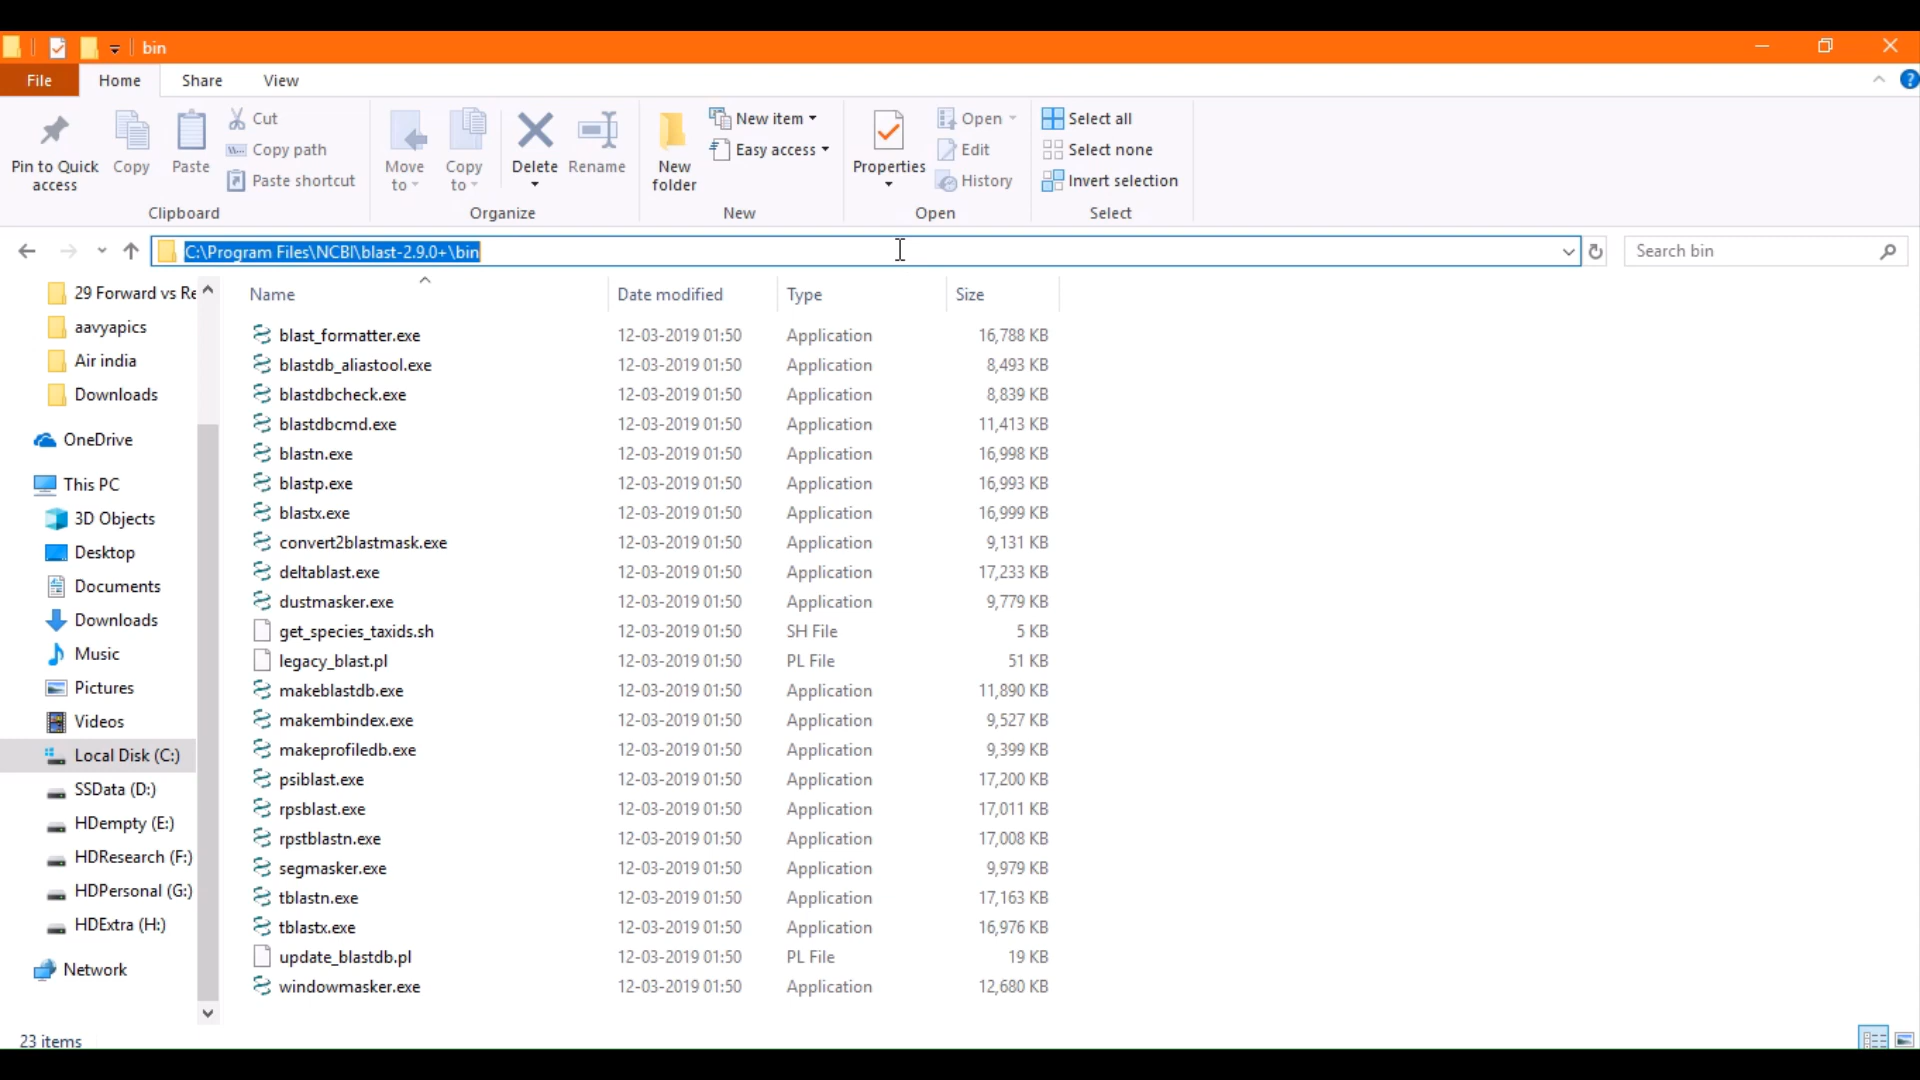 bin
File Home Share View
Pin to Quick access
Copy
Paste
Cut
Copy path
Paste shortcut
Clipboard
Move to
Copy to
Delete
Rename
Organize
New folder
New item
Easy access
New
Properties
Open
Edit
History
Open
Select all
Select none
Invert selection
Select
C:\Program Files\NCBI\blast-2.9.0+\bin
Search bin
29 Forward vs Re
aavyapics
Air india
Downloads
OneDrive
This PC
3D Objects
Desktop
Documents
Downloads
Music
Pictures
Videos
Local Disk (C:)
SSData (D:)
HDempty (E:)
HDResearch (F:)
HDPersonal (G:)
HDExtra (H:)
Network
Name Date modified Type Size
blast_formatter.exe 12-03-2019 01:50 Application 16,788 KB
blastdb_aliastool.exe 12-03-2019 01:50 Application 8,493 KB
blastdbcheck.exe 12-03-2019 01:50 Application 8,839 KB
blastdbcmd.exe 12-03-2019 01:50 Application 11,413 KB
blastn.exe 12-03-2019 01:50 Application 16,998 KB
blastp.exe 12-03-2019 01:50 Application 16,993 KB
blastx.exe 12-03-2019 01:50 Application 16,999 KB
convert2blastmask.exe 12-03-2019 01:50 Application 9,131 KB
deltablast.exe 12-03-2019 01:50 Application 17,233 KB
dustmasker.exe 12-03-2019 01:50 Application 9,779 KB
get_species_taxids.sh 12-03-2019 01:50 SH File 5 KB
legacy_blast.pl 12-03-2019 01:50 PL File 51 KB
makeblastdb.exe 12-03-2019 01:50 Application 11,890 KB
makembindex.exe 12-03-2019 01:50 Application 9,527 KB
makeprofiledb.exe 12-03-2019 01:50 Application 9,399 KB
psiblast.exe 12-03-2019 01:50 Application 17,200 KB
rpsblast.exe 12-03-2019 01:50 Application 17,011 KB
rpstblastn.exe 12-03-2019 01:50 Application 17,008 KB
segmasker.exe 12-03-2019 01:50 Application 9,979 KB
tblastn.exe 12-03-2019 01:50 Application 17,163 KB
tblastx.exe 12-03-2019 01:50 Application 16,976 KB
update_blastdb.pl 12-03-2019 01:50 PL File 19 KB
windowmasker.exe 12-03-2019 01:50 Application 12,680 KB
23 items